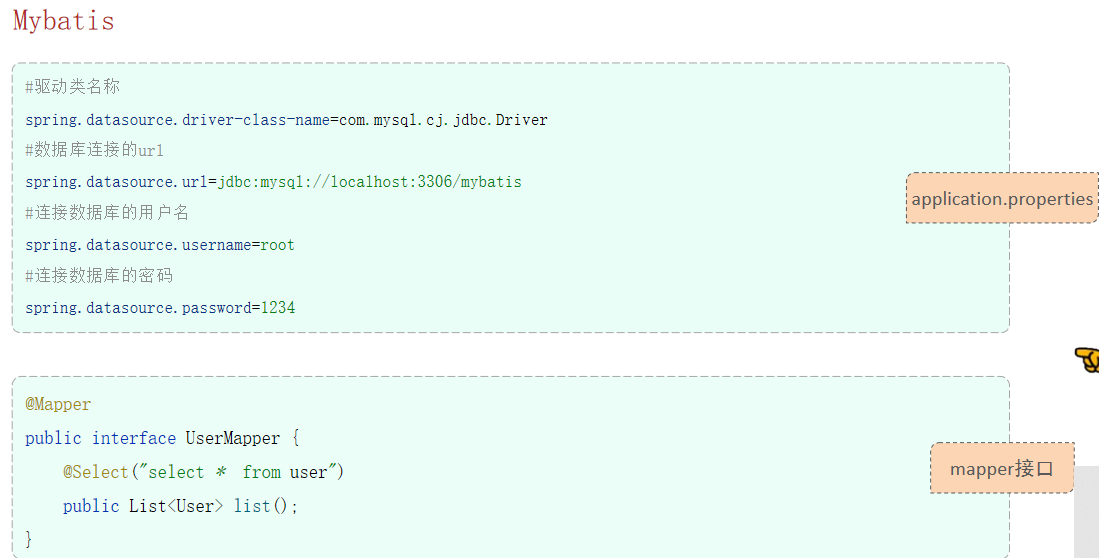 Mybatis
#驱动类名称
spring.datasource.driver-class-name=com.mysql.cj.jdbc.Driver
#数据库连接的url
spring.datasource.url=jdbc:mysql://localhost:3306/mybatis
#连接数据库的用户名
spring.datasource.username=root
#连接数据库的密码
spring.datasource.password=1234
application.properties
@Mapper
public interface UserMapper {
    @Select("select *  from user")
    public List<User> list();
}
mapper接口